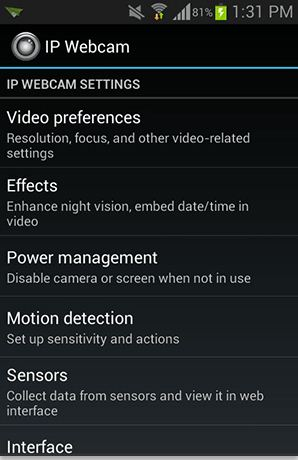 81% 1:31 PM
IP Webcam
IP WEBCAM SETTINGS
Video preferences
Resolution, focus, and other video-related
settings
Effects
Enhance night vision, embed date/time in
video
Power management
Disable camera or screen when not in use
Motion detection
Set up sensitivity and actions
Sensors
Collect data from sensors and view it in web
interface
Interface